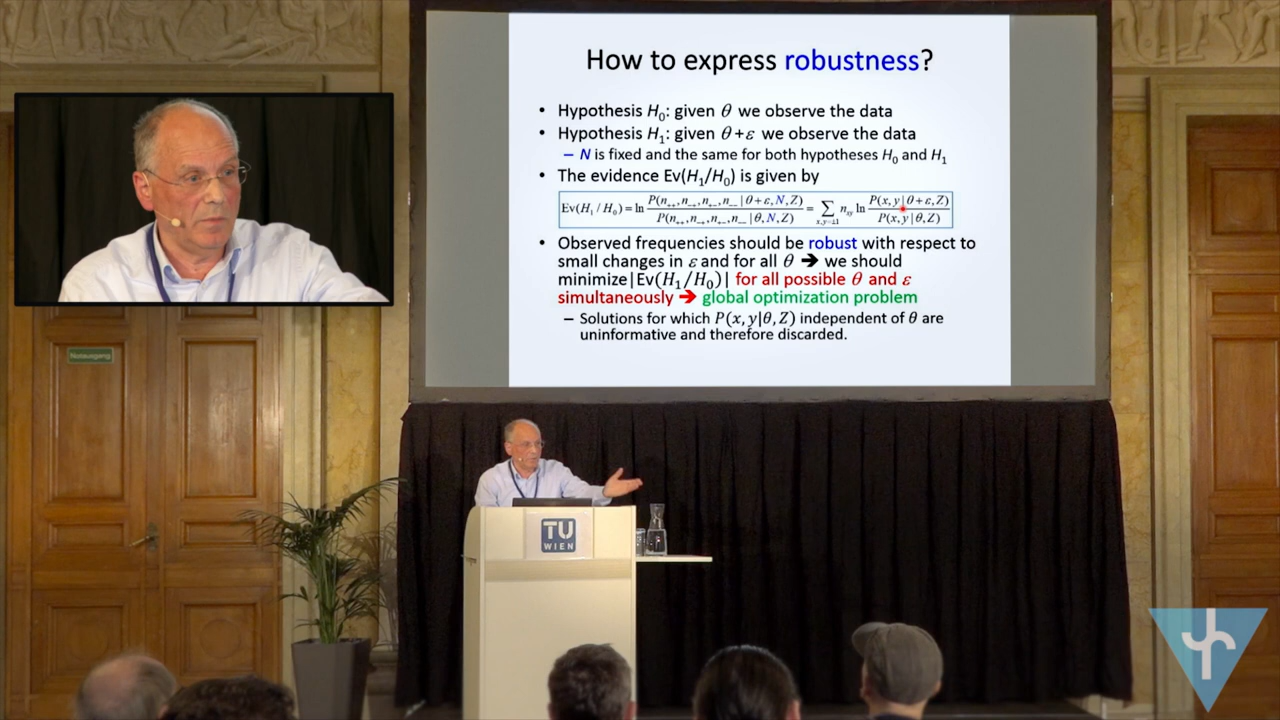 How to express robustness?
• Hypothesis H₀: given θ we observe the data
• Hypothesis H₁: given θ+ε we observe the data
– N is fixed and the same for both hypotheses H₀ and H₁
• The evidence Ev(H₁/H₀) is given by
Ev(H₁ / H₀) = ln P(n₊₊,n₋₊,n₊₋,n₋₋ | θ+ε,N,Z) / P(n₊₊,n₋₊,n₊₋,n₋₋ | θ,N,Z) = ∑ x,y=±1 nₓᵧ ln P(x,y | θ+ε,Z) / P(x,y | θ,Z)
• Observed frequencies should be robust with respect to
small changes in ε and for all θ ➔ we should
minimize|Ev(H₁/H₀)| for all possible θ and ε
simultaneously ➔ global optimization problem
– Solutions for which P(x, y|θ, Z) independent of θ are
uninformative and therefore discarded.
Notausgang
TU
WIEN